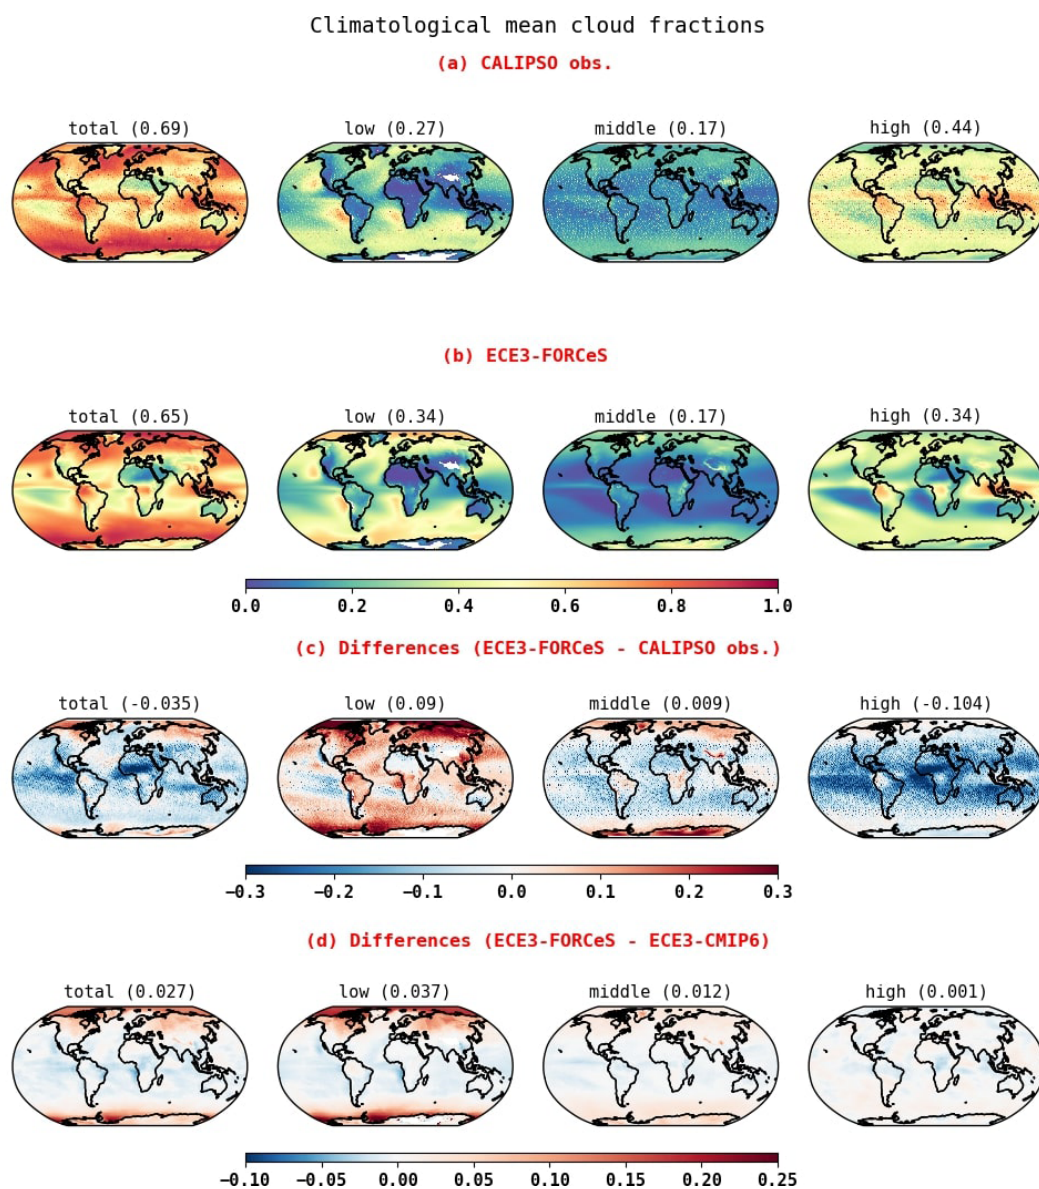 Climatological mean cloud fractions
(a) CALIPSO obs.
total (0.69) low (0.27) middle (0.17) high (0.44)
(b) ECE3-FORCeS
total (0.65) low (0.34) middle (0.17) high (0.34)
0.0 0.2 0.4 0.6 0.8 1.0
(c) Differences (ECE3-FORCeS - CALIPSO obs.)
total (-0.035) low (0.09) middle (0.009) high (-0.104)
−0.3 −0.2 −0.1 0.0 0.1 0.2 0.3
(d) Differences (ECE3-FORCeS - ECE3-CMIP6)
total (0.027) low (0.037) middle (0.012) high (0.001)
−0.10 −0.05 0.00 0.05 0.10 0.15 0.20 0.25